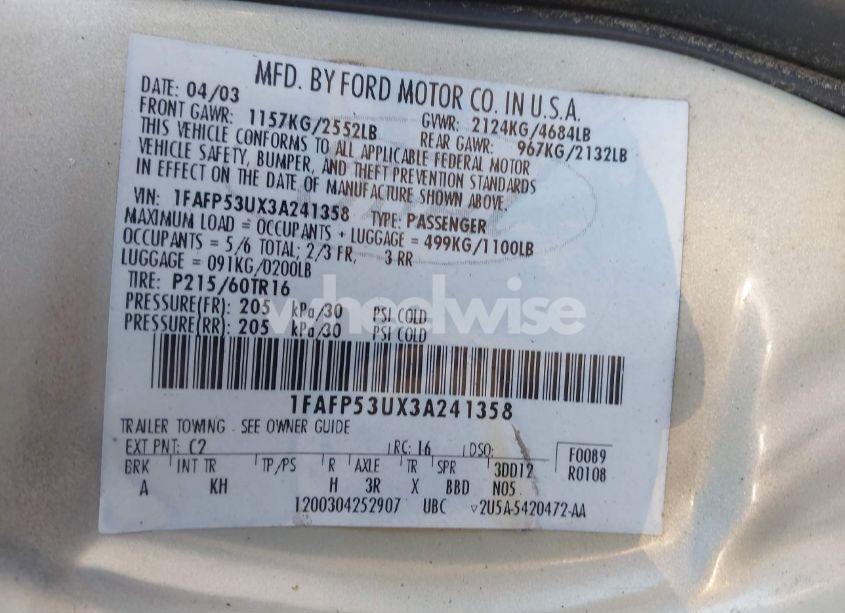 MFD. BY FORD MOTOR CO. IN U.S.A.
DATE: 04/03 GVWR: 2124KG/4684LB
FRONT GAWR: 1157KG/2552LB REAR GAWR: 967KG/2132LB
THIS VEHICLE CONFORMS TO ALL APPLICABLE FEDERAL MOTOR
VEHICLE SAFETY, BUMPER, AND THEFT PREVENTION STANDARDS
IN EFFECT ON THE DATE OF MANUFACTURE SHOWN ABOVE.
VIN: 1FAFP53UX3A241358 TYPE: PASSENGER
MAXIMUM LOAD = OCCUPANTS + LUGGAGE = 499KG/1100LB
OCCUPANTS = 5/6 TOTAL; 2/3 FR, 3 RR
LUGGAGE = 091KG/0200LB
TIRE: P215/60TR16
PRESSURE(FR): 205 kPa/30 PSI COLD
PRESSURE(RR): 205 kPa/30 PSI COLD
wheelwise
1FAFP53UX3A241358
TRAILER TOWING - SEE OWNER GUIDE
EXT PNT: C2 RC: 16 DSO: F0089
BRK INT TR TP/PS R AXLE TR SPR 3DD12 R0108
A KH H 3R X BBD N05
1200304252907 UBC ▽2U5A-5420472-AA